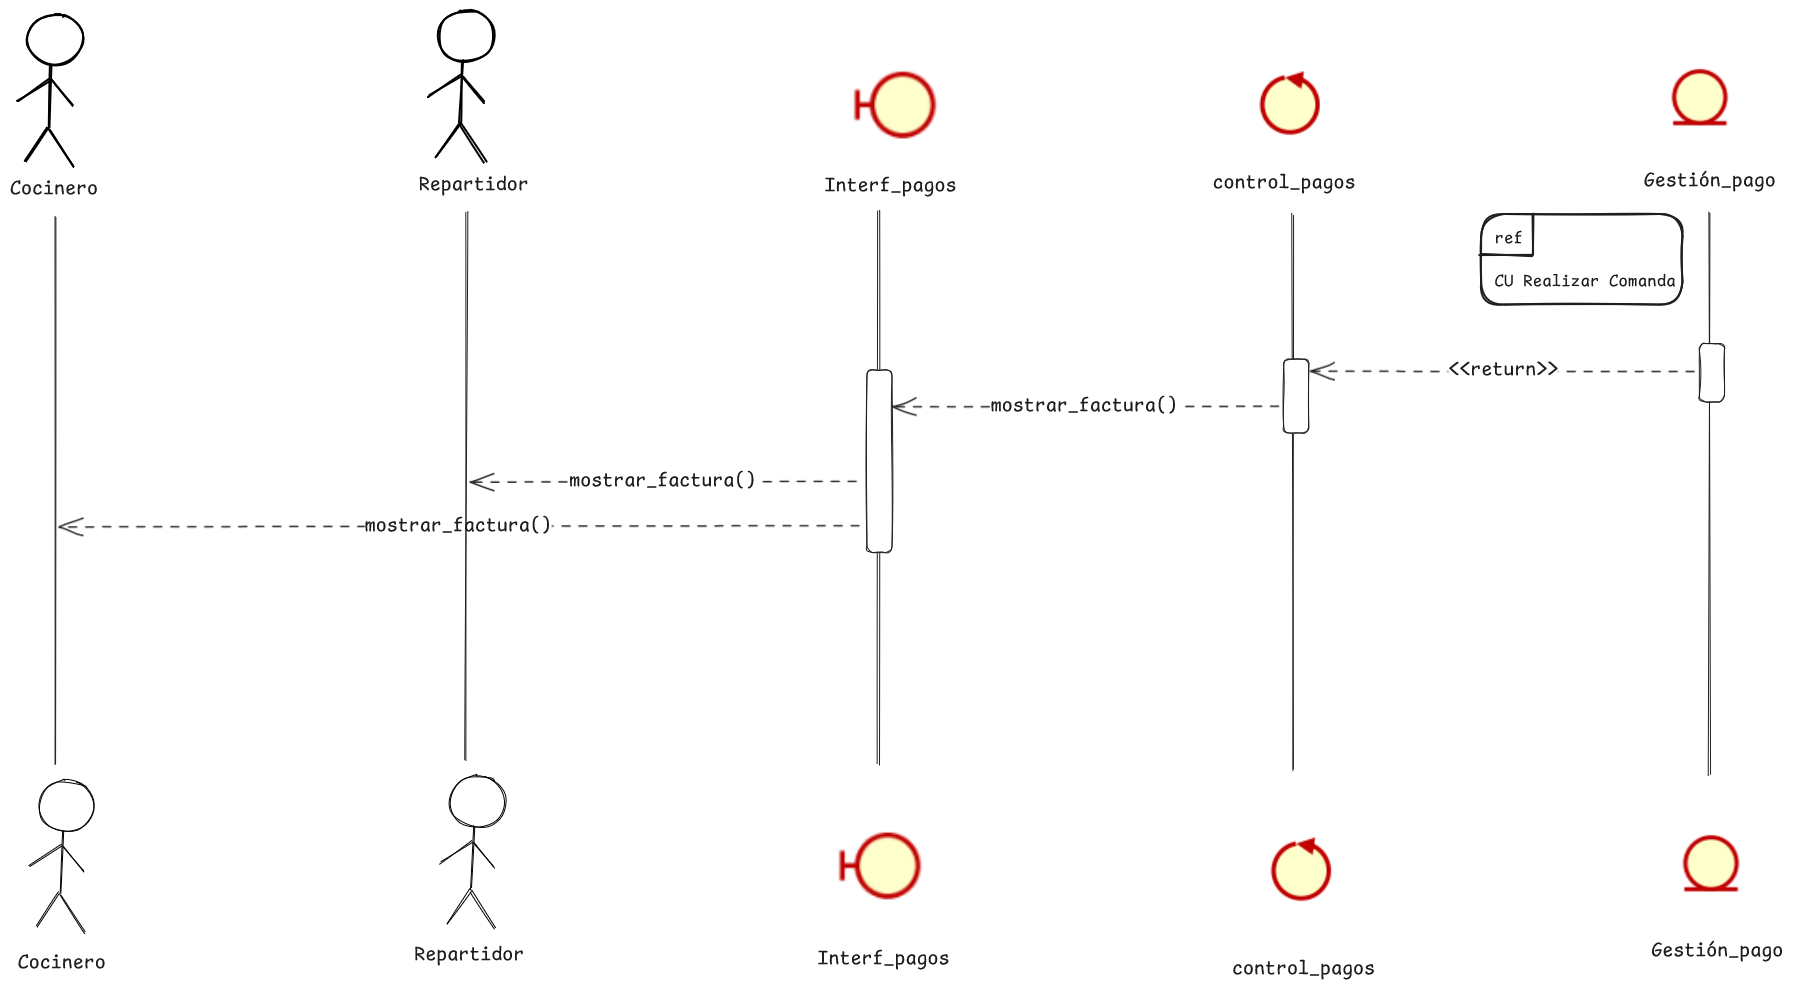 Cocinero
Repartidor
Interf_pagos
control_pagos
Gestión_pago
ref
CU Realizar Comanda
<<return>>
mostrar_factura()
mostrar_factura()
mostrar_factura()
Cocinero
Repartidor
Interf_pagos
control_pagos
Gestión_pago